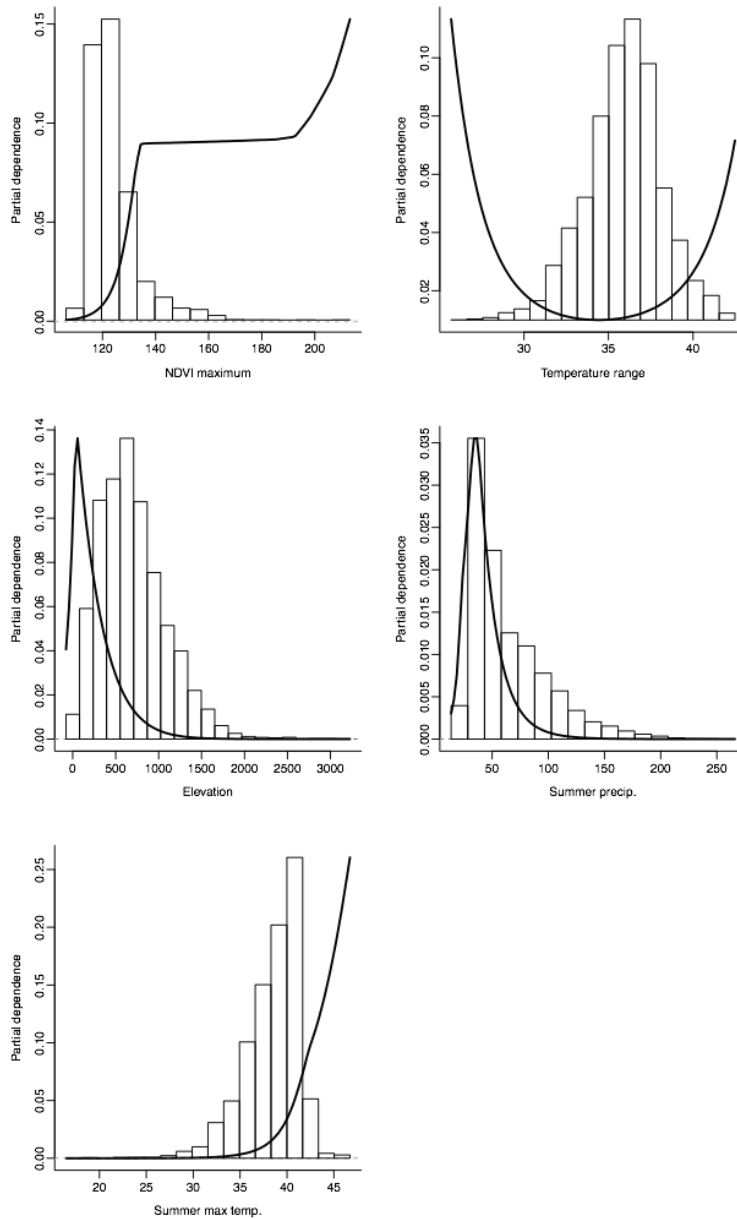 Partial dependence
0.00 0.05 0.10 0.15
120 140 160 180 200
NDVI maximum
Partial dependence
0.02 0.04 0.06 0.08 0.10
30 35 40
Temperature range
Partial dependence
0.00 0.02 0.04 0.06 0.08 0.10 0.12 0.14
0 500 1000 1500 2000 2500 3000
Elevation
Partial dependence
0.000 0.005 0.010 0.015 0.020 0.025 0.030 0.035
50 100 150 200 250
Summer precip.
Partial dependence
0.00 0.05 0.10 0.15 0.20 0.25
20 25 30 35 40 45
Summer max temp.